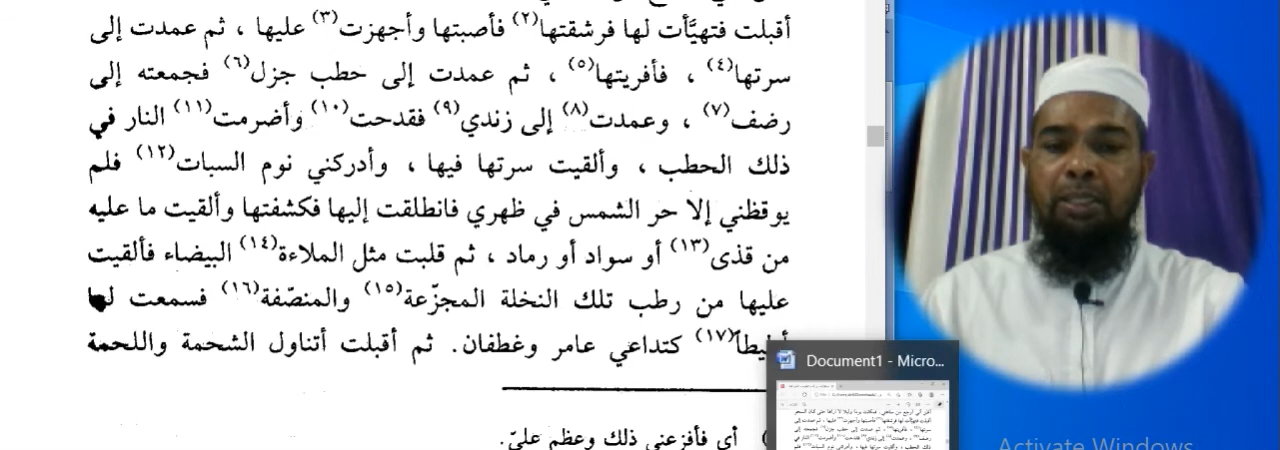 أقبلت فتهيَّأت لها فرشقتها(٢) فأصبتها وأجهزت(٣) عليها ، ثم عمدت إلى
سرتها(٤) ، فأفريتها(٥) ، ثم عمدت إلى حطب جزل(٦) فجمعته إلى
رضف(٧) ، وعمدت(٨) إلى زندي(٩) فقدحت(١٠) وأضرمت(١١) النار في
ذلك الحطب ، وألقيت سرتها فيها ، وأدركني نوم السبات(١٢) فلم
يوقظني إلا حر الشمس في ظهري فانطلقت إليها فكشفتها وألقيت ما عليه
من قذى(١٣) أو سواد أو رماد ، ثم قلبت مثل الملاءة(١٤) البيضاء فألقيت
عليها من رطب تلك النخلة المجزّعة(١٥) والمنصّفة(١٦) فسمعت لها
أطيطاً(١٧) كتداعي عامر وغطفان. ثم أقبلت أتناول الشحمة واللحمة
أي فأفزعني ذلك وعظم عليّ.
Document1 - Micro...
Activate Windows